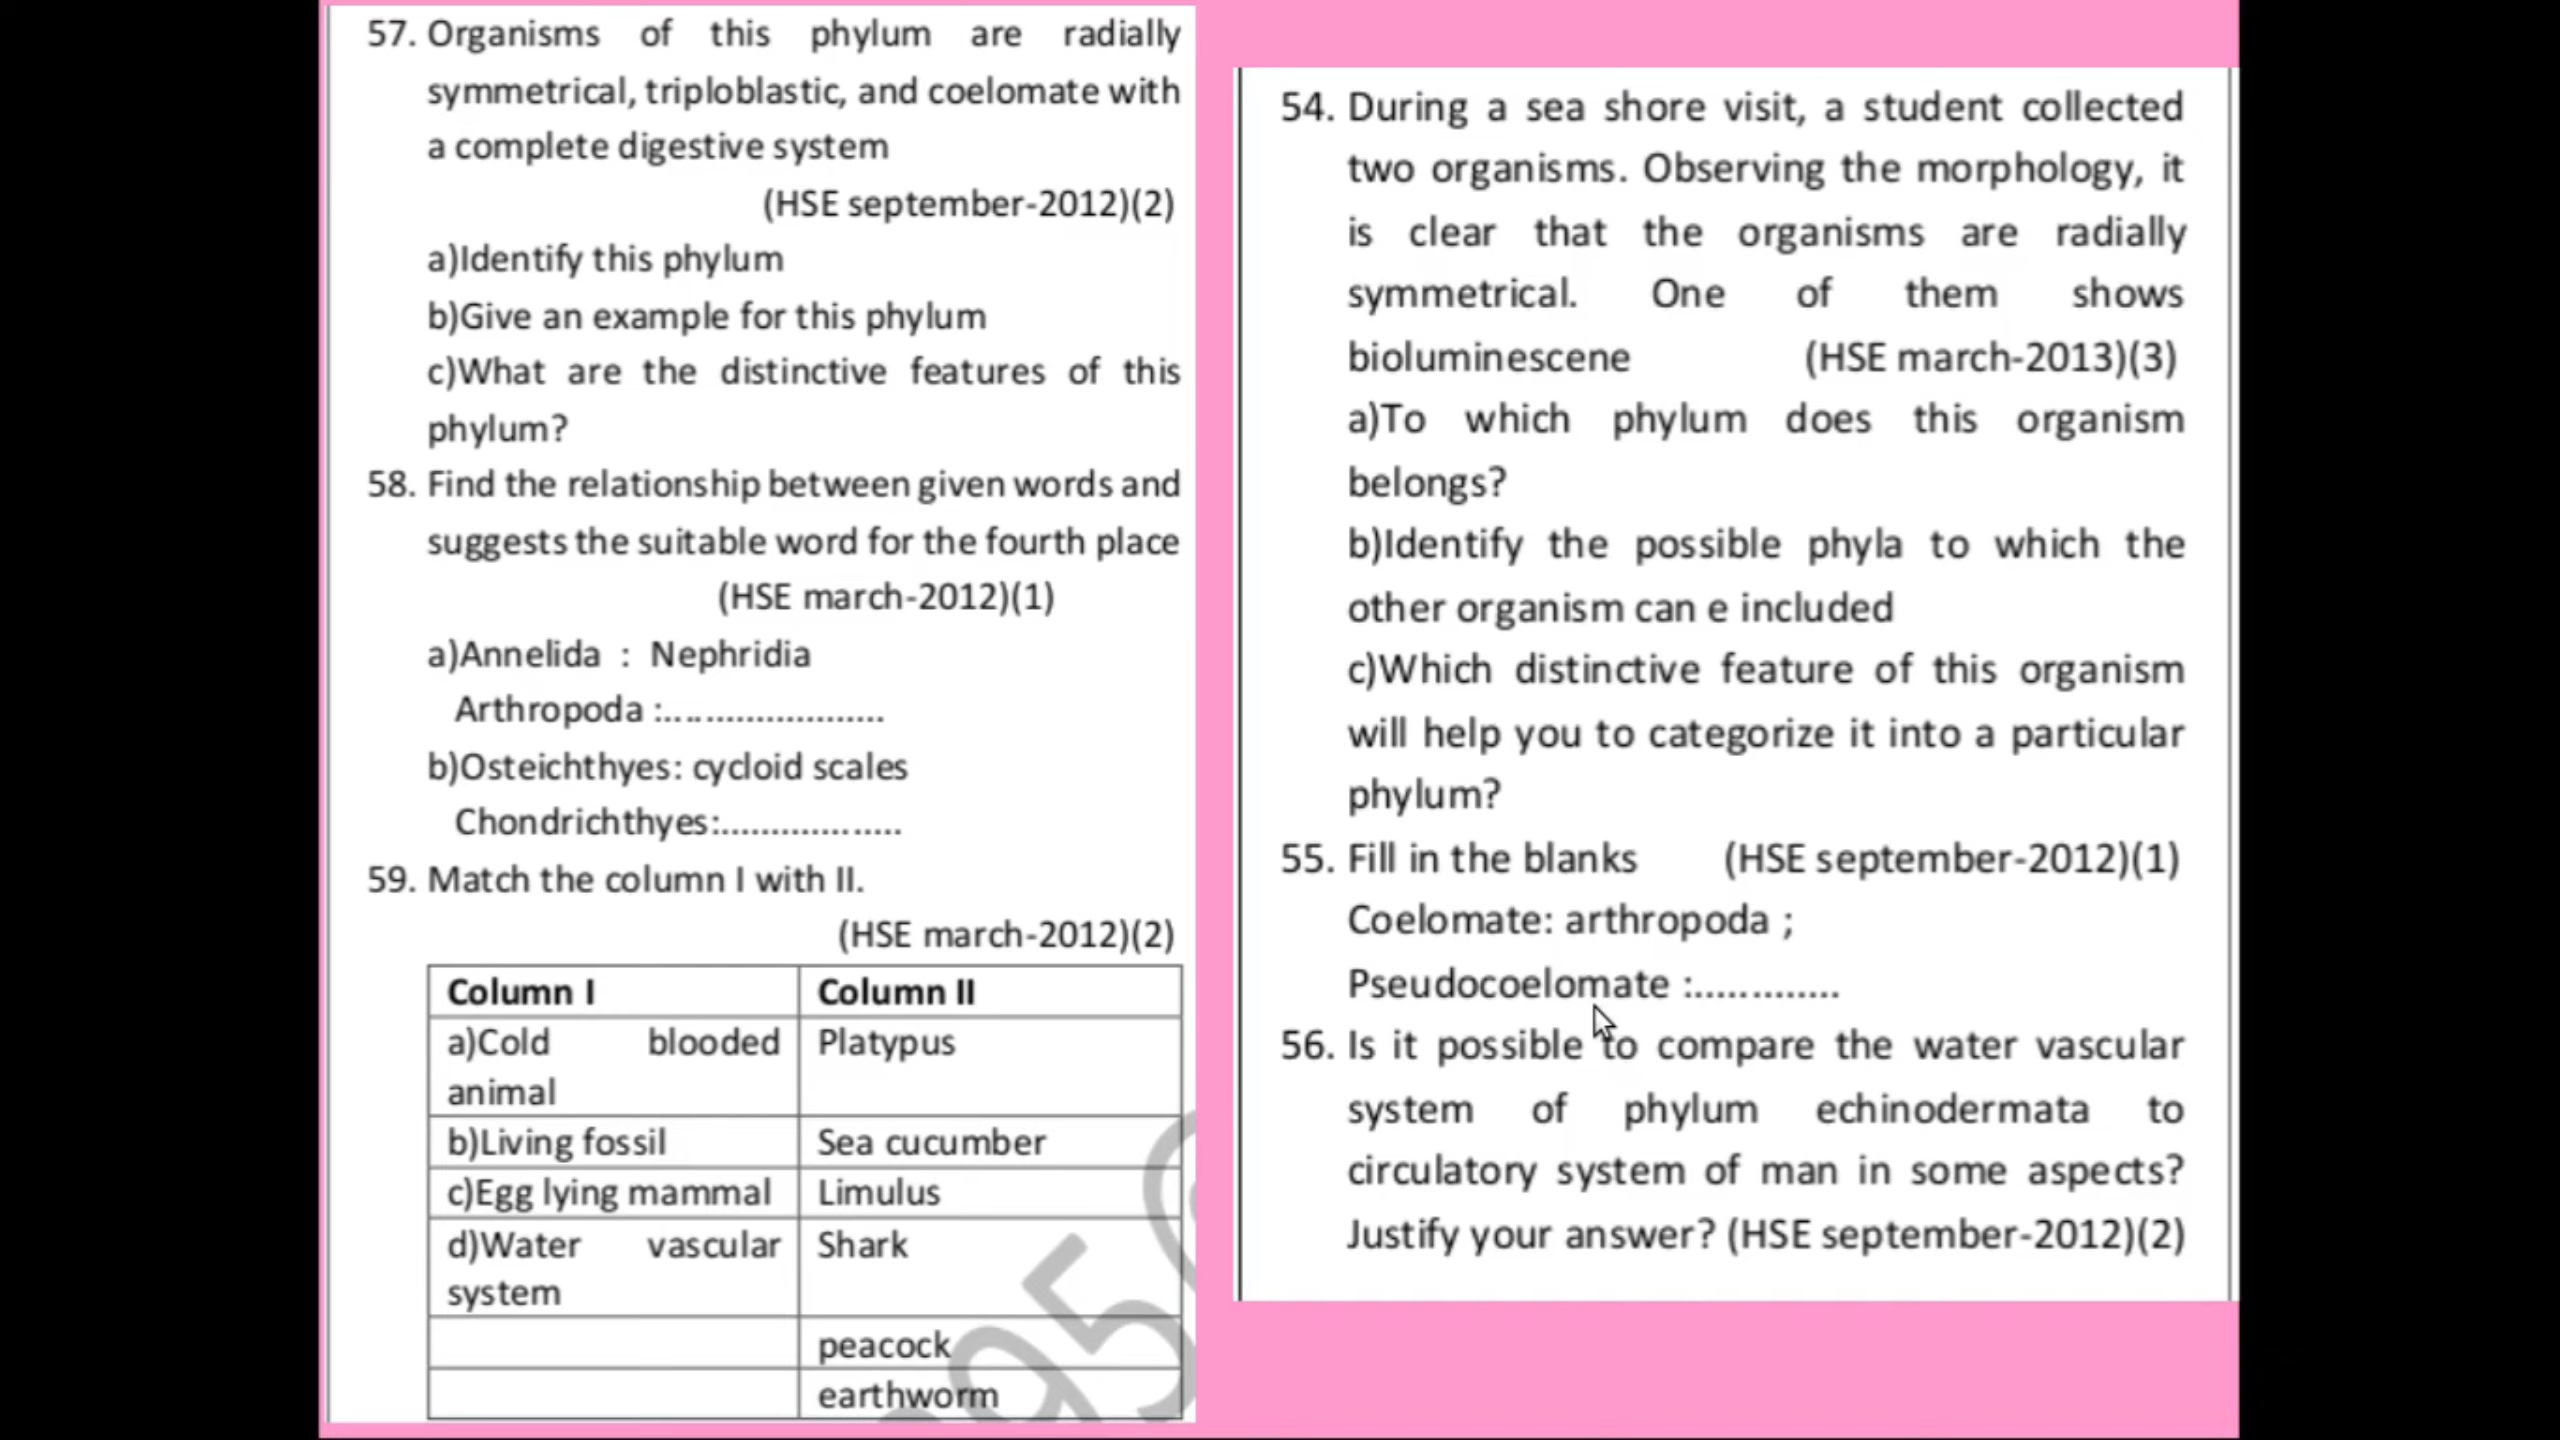 57. Organisms of this phylum are radially
symmetrical, triploblastic, and coelomate with
a complete digestive system
(HSE september-2012)(2)
a)Identify this phylum
b)Give an example for this phylum
c)What are the distinctive features of this
phylum?
58. Find the relationship between given words and
suggests the suitable word for the fourth place
(HSE march-2012)(1)
a)Annelida : Nephridia
Arthropoda :......................
b)Osteichthyes: cycloid scales
Chondrichthyes:..................
59. Match the column I with II.
(HSE march-2012)(2)
Column I Column II
a)Cold blooded Platypus
animal
b)Living fossil Sea cucumber
c)Egg lying mammal Limulus
d)Water vascular Shark
system
peacock
earthworm
54. During a sea shore visit, a student collected
two organisms. Observing the morphology, it
is clear that the organisms are radially
symmetrical. One of them shows
bioluminescene (HSE march-2013)(3)
a)To which phylum does this organism
belongs?
b)Identify the possible phyla to which the
other organism can e included
c)Which distinctive feature of this organism
will help you to categorize it into a particular
phylum?
55. Fill in the blanks (HSE september-2012)(1)
Coelomate: arthropoda ;
Pseudocoelomate :.............
56. Is it possible to compare the water vascular
system of phylum echinodermata to
circulatory system of man in some aspects?
Justify your answer? (HSE september-2012)(2)